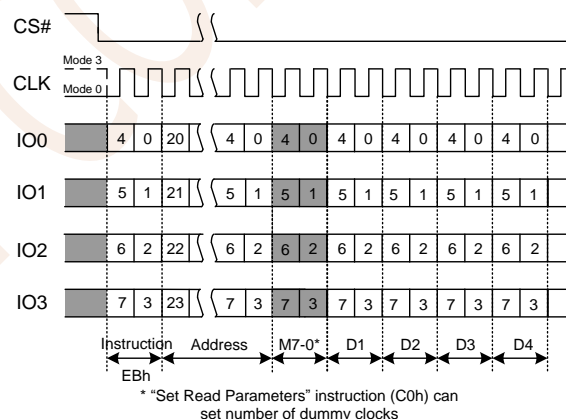 CS#
Mode 3
CLK
Mode 0
IO0 4 0 20 4 0 4 0 4 0 4 0 4 0 4 0
IO1 5 1 21 5 1 5 1 5 1 5 1 5 1 5 1
IO2 6 2 22 6 2 6 2 6 2 6 2 6 2 6 2
IO3 7 3 23 7 3 7 3 7 3 7 3 7 3 7 3
Instruction Address M7-0* D1 D2 D3 D4
EBh
* "Set Read Parameters" instruction (C0h) can
set number of dummy clocks